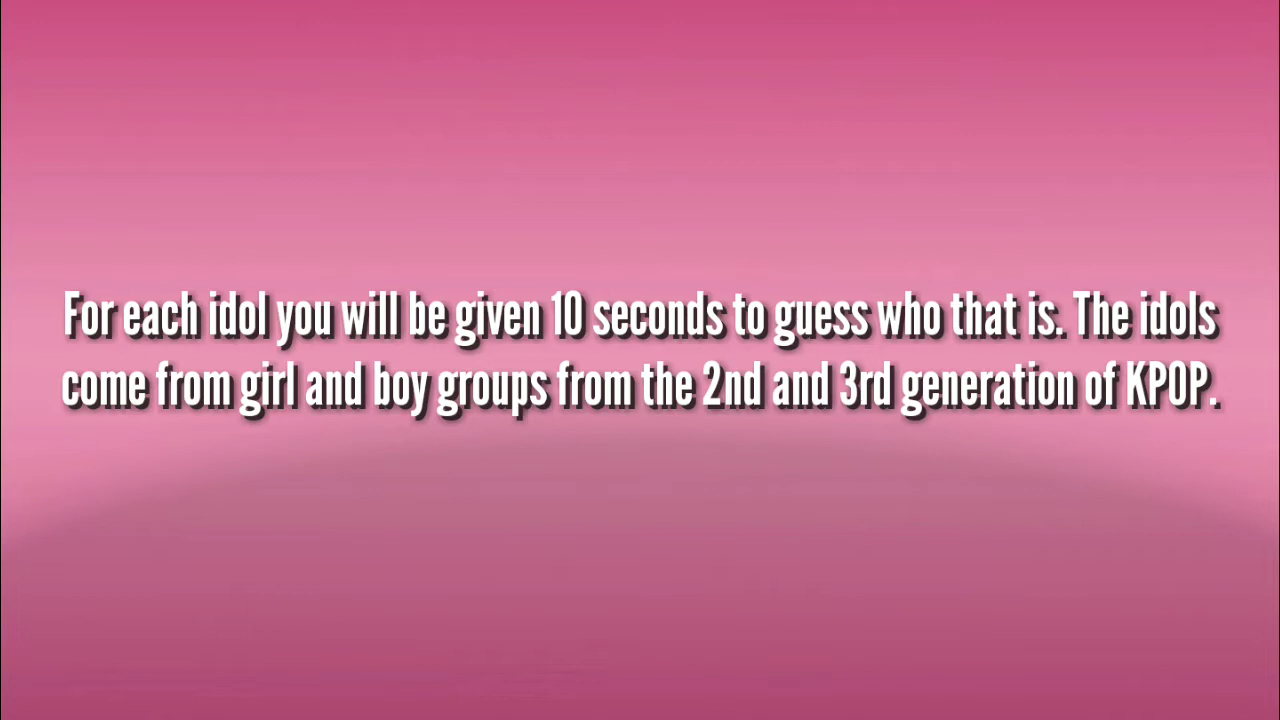 For each idol you will be given 10 seconds to guess who that is. The idols
come from girl and boy groups from the 2nd and 3rd generation of KPOP.